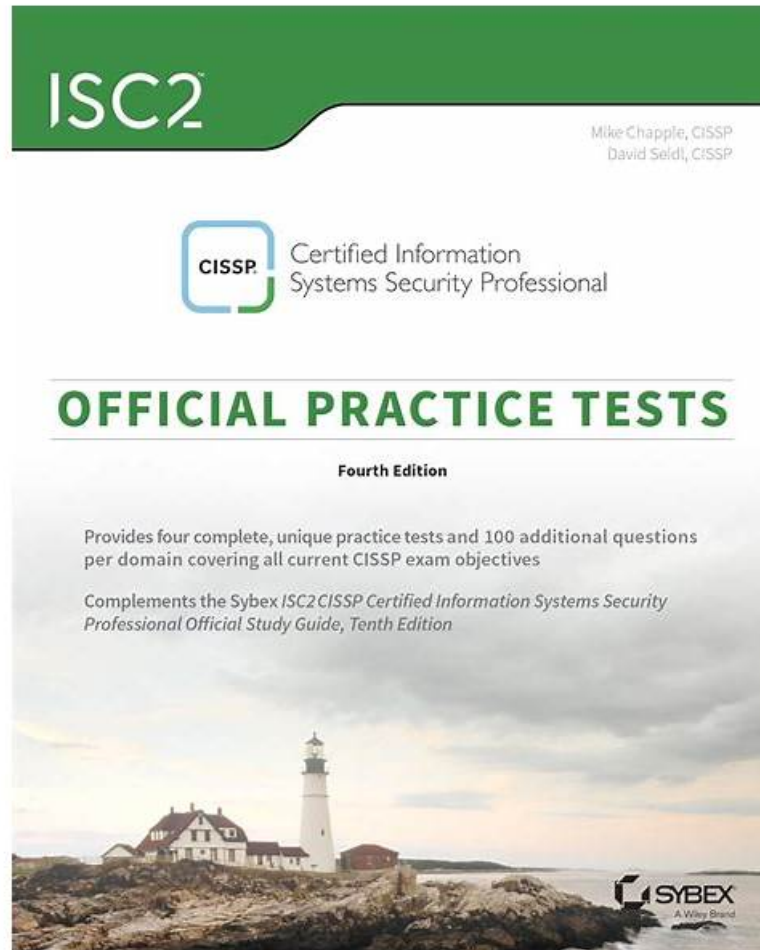 ISC2™
Mike Chapple, CISSP
David Seidl, CISSP
CISSP®
Certified Information
Systems Security Professional
OFFICIAL PRACTICE TESTS
Fourth Edition
Provides four complete, unique practice tests and 100 additional questions
per domain covering all current CISSP exam objectives
Complements the Sybex ISC2 CISSP Certified Information Systems Security
Professional Official Study Guide, Tenth Edition
SYBEX
A Wiley Brand